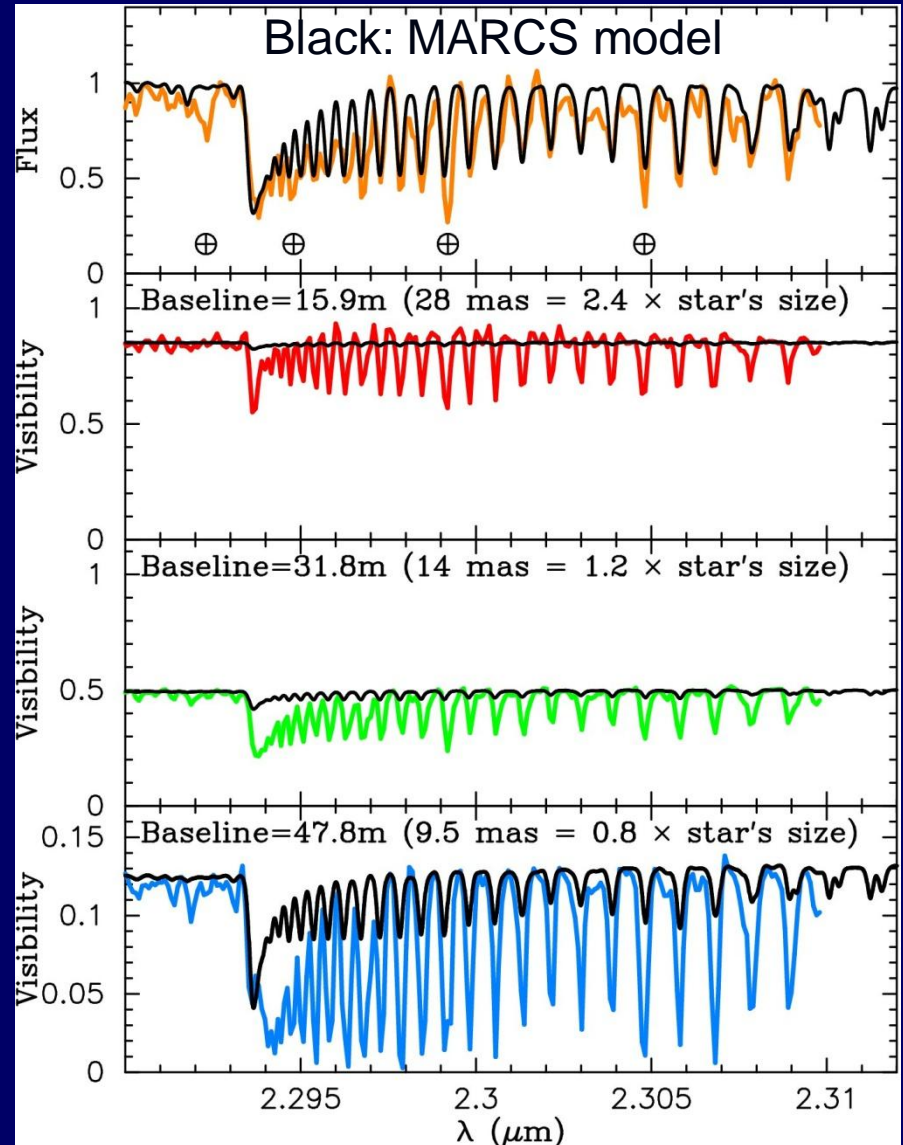 Black: MARCS model
Flux
1
0.5
0
⊕ ⊕ ⊕ ⊕
Baseline=15.9m (28 mas = 2.4 × star's size)
Visibility
1
0.5
0
Baseline=31.8m (14 mas = 1.2 × star's size)
Visibility
1
0.5
0
Baseline=47.8m (9.5 mas = 0.8 × star's size)
Visibility
0.15
0.1
0.05
0
2.295 2.3 2.305 2.31
λ (μm)